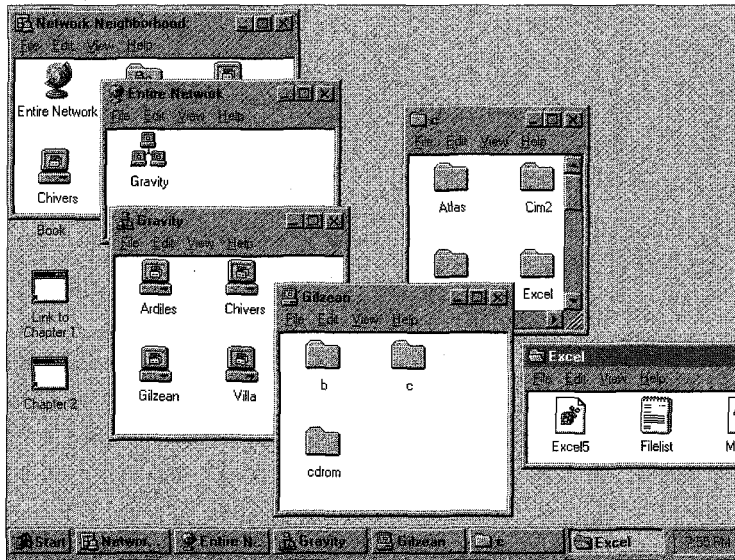 Network Neighborhood
File Edit View Help
Entire Network
Chivers
Entire Network
File Edit View Help
Gravity
Gravity
File Edit View Help
Ardiles Chivers
Gilzean Villa
c
File Edit View Help
Atlas Cim2
Excel
Gilzean
File Edit View Help
b c
cdrom
Excel
File Edit View Help
Excel5 Filelist M
Book
Link to
Chapter 1
Chapter 2
Start Networ... Entire N... Gravity Gilzean c Excel 2:55 PM